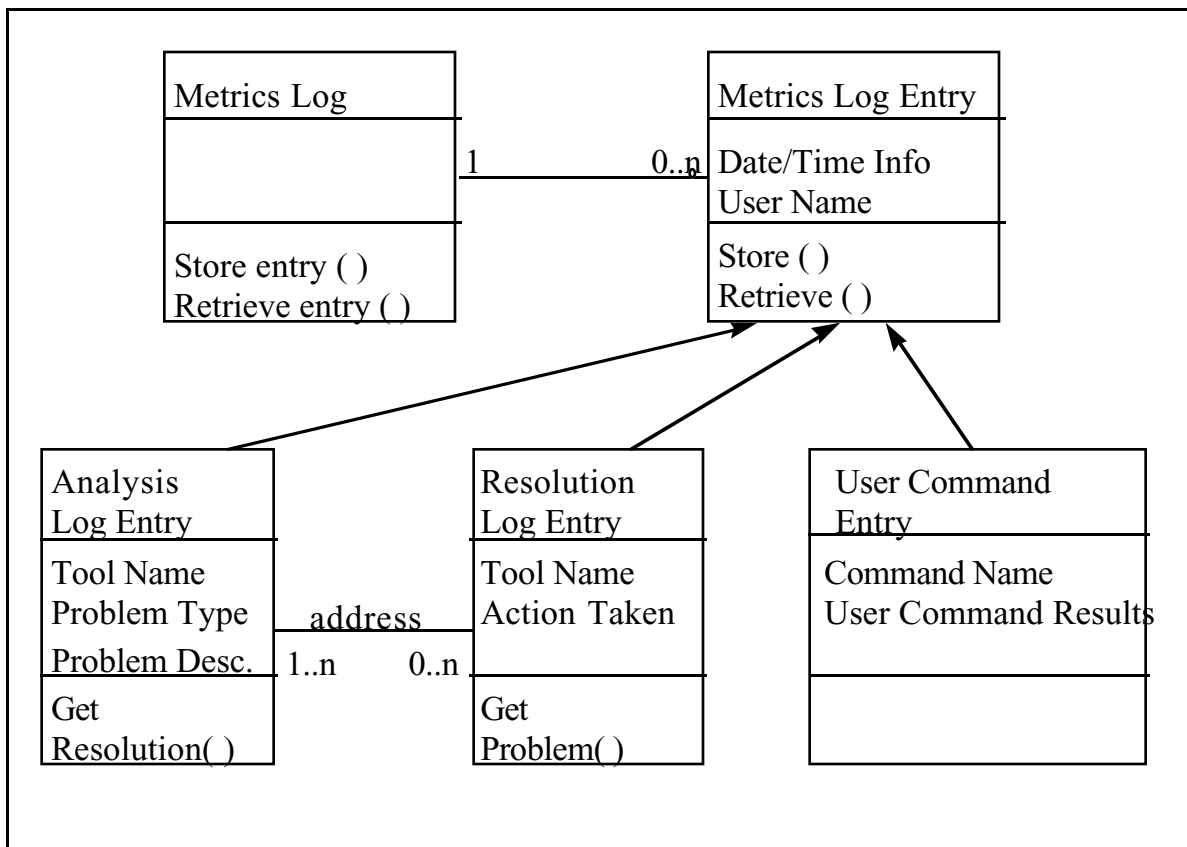 Metrics Log
Store entry ( )
Retrieve entry ( )
1
0..n
Metrics Log Entry
Date/Time Info
User Name
Store ( )
Retrieve ( )
Analysis
Log Entry
Tool Name
Problem Type
Problem Desc.
Get
Resolution( )
address
1..n
0..n
Resolution
Log Entry
Tool Name
Action Taken
Get
Problem( )
User Command
Entry
Command Name
User Command Results